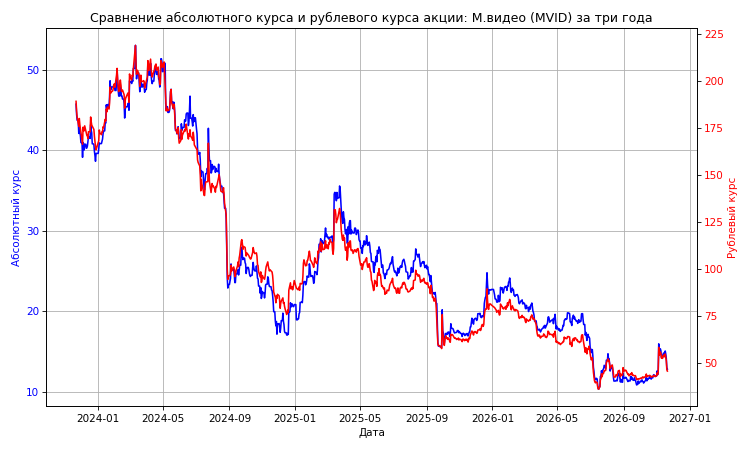 Сравнение абсолютного курса и рублевого курса акции: М.видео (MVID) за три года
50
40
30
20
10
Абсолютный курс
225
200
175
150
125
100
75
50
Рублевый курс
2024-01 2024-05 2024-09 2025-01 2025-05 2025-09 2026-01 2026-05 2026-09 2027-01
Дата